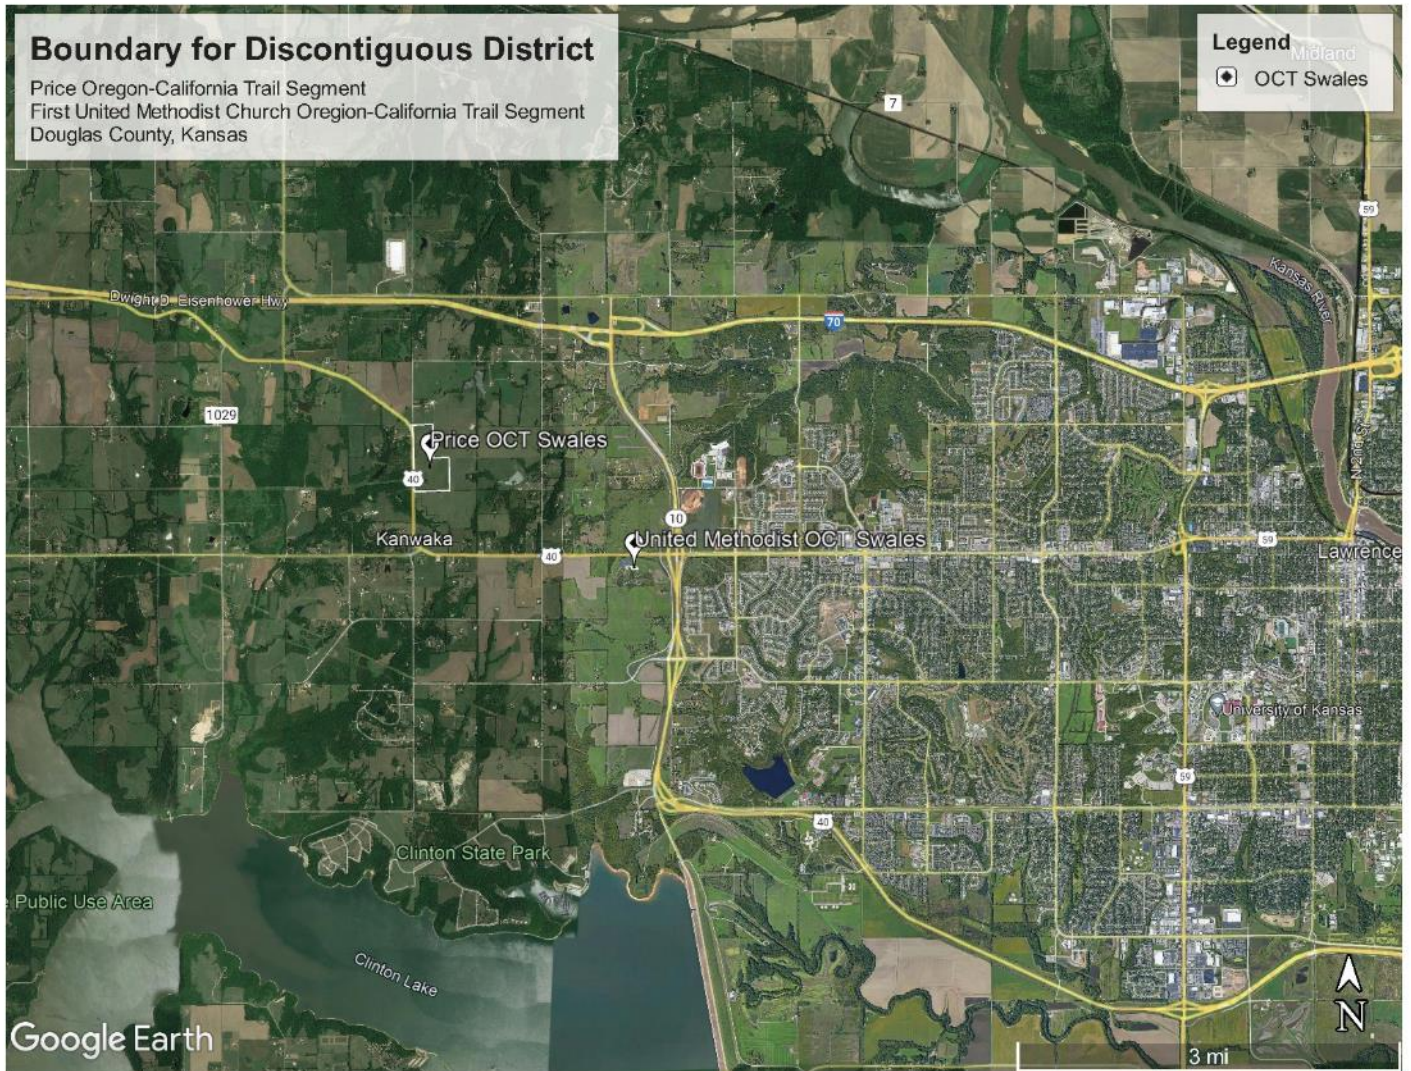 Boundary for Discontiguous District
Price Oregon-California Trail Segment
First United Methodist Church Oregion-California Trail Segment
Douglas County, Kansas
Legend
Midland
OCT Swales
7
59
Kansas River
Dwight D Eisenhower Hwy
70
1029
Price OCT Swales
40
N 2nd St
10
Kanwaka
United Methodist OCT Swales
40
59
Lawrence
University of Kansas
59
40
Clinton State Park
Public Use Area
Clinton Lake
Google Earth
N
3 mi